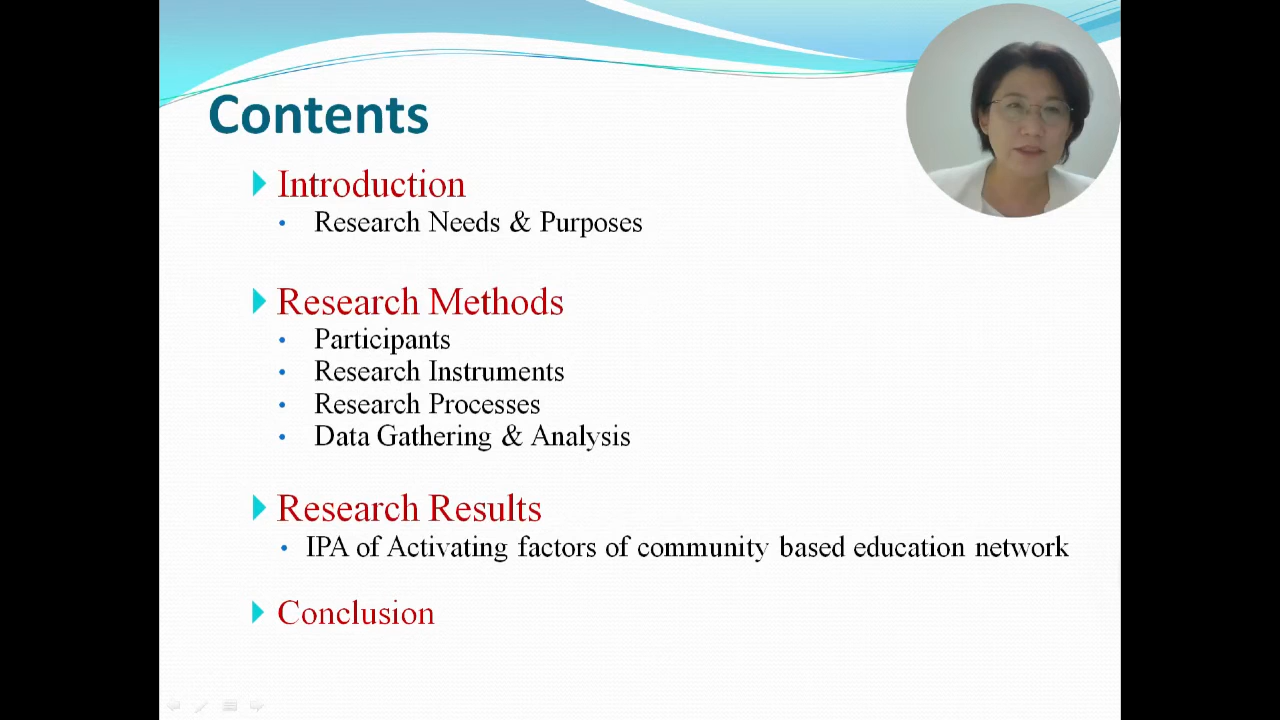 Contents
Introduction
• Research Needs & Purposes
Research Methods
• Participants
• Research Instruments
• Research Processes
• Data Gathering & Analysis
Research Results
• IPA of Activating factors of community based education network
Conclusion